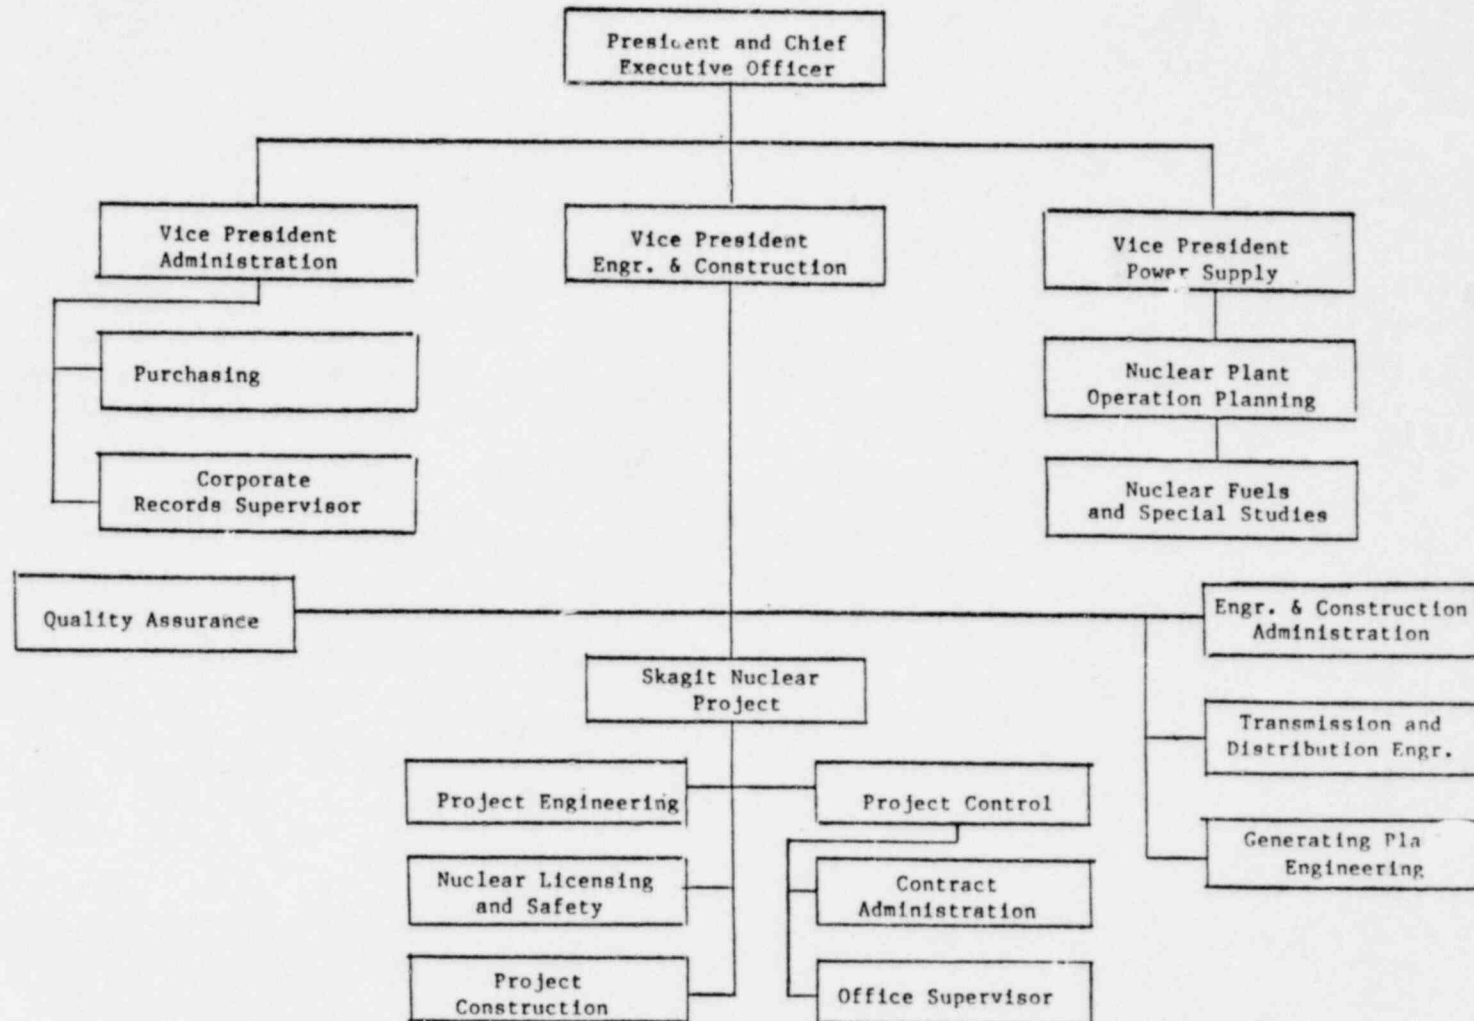 President and Chief
Executive Officer
Vice President
Administration
Vice President
Engr. & Construction
Vice President
Power Supply
Purchasing
Nuclear Plant
Operation Planning
Corporate
Records Supervisor
Nuclear Fuels
and Special Studies
Quality Assurance
Engr. & Construction
Administration
Skagit Nuclear
Project
Transmission and
Distribution Engr.
Project Engineering
Project Control
Generating Pla
Engineering
Nuclear Licensing
and Safety
Contract
Administration
Project
Construction
Office Supervisor